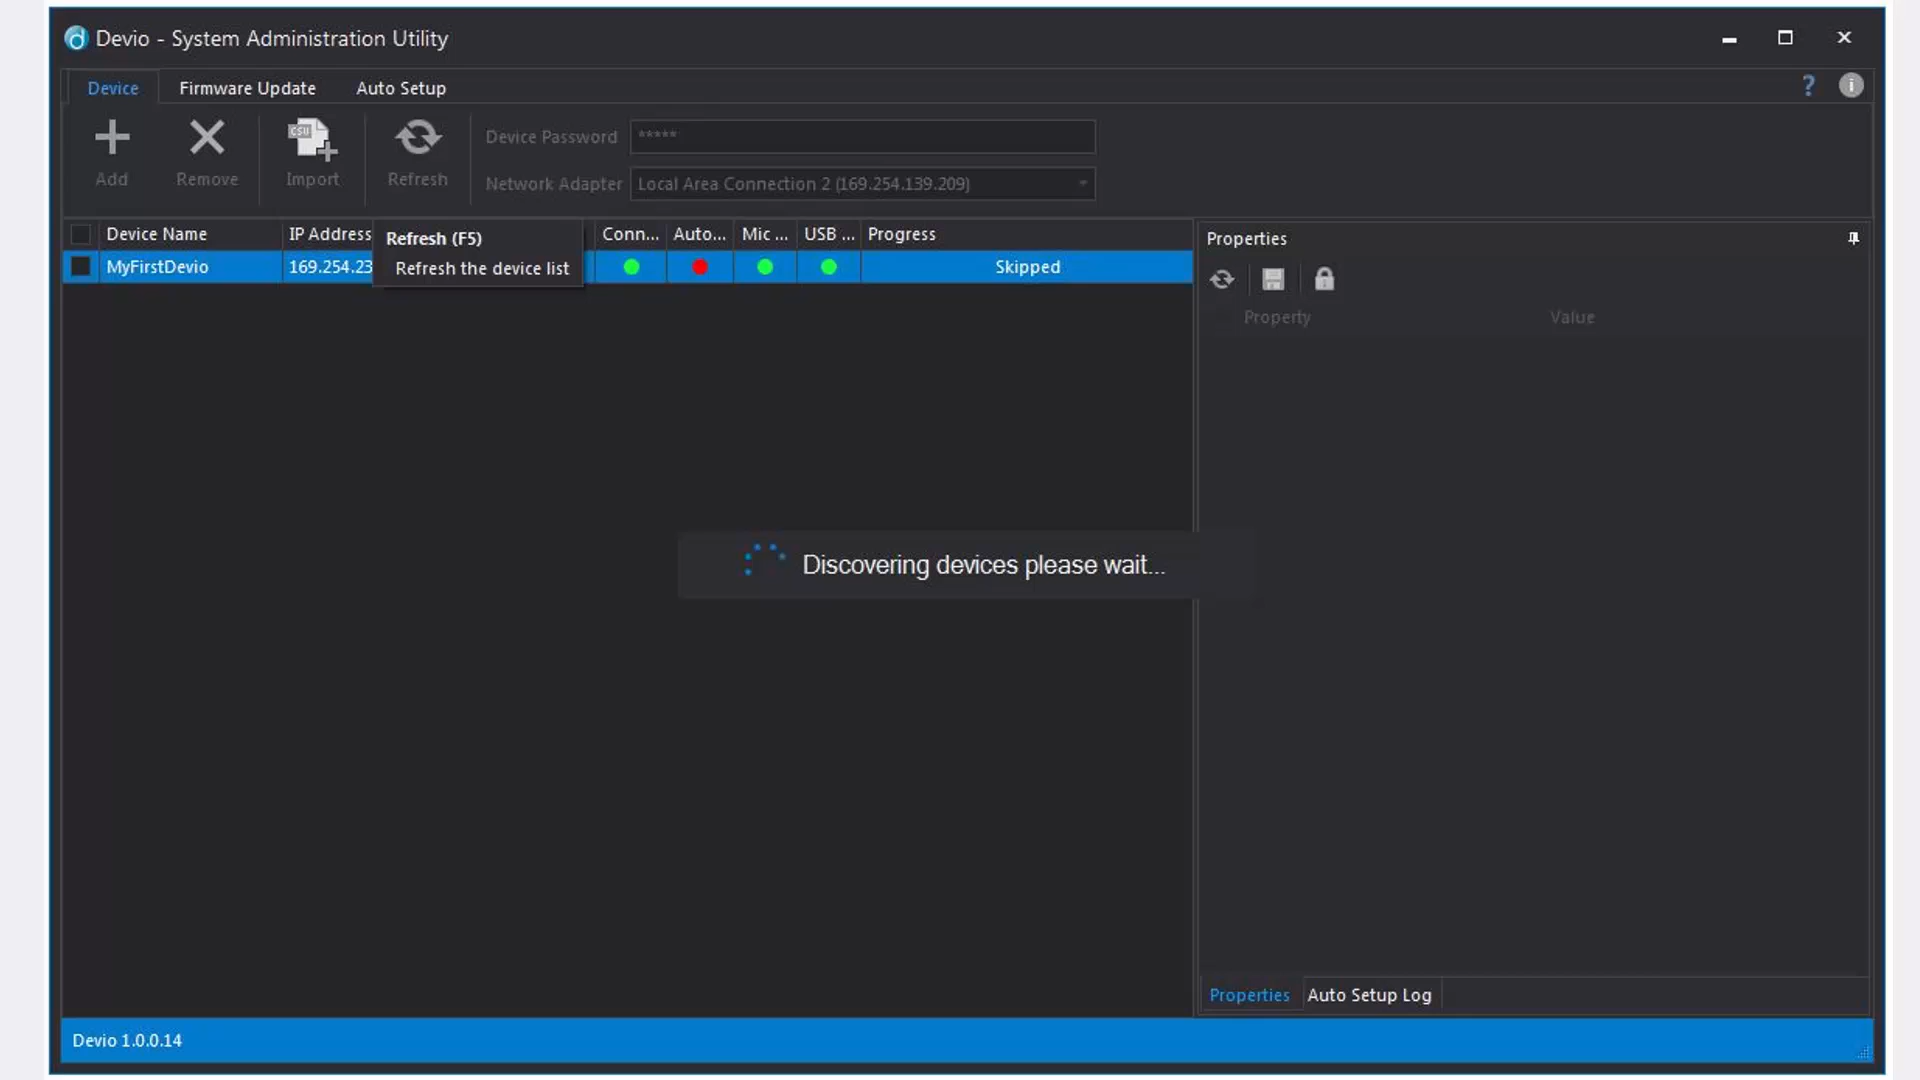 Devio - System Administration Utility
Device Firmware Update Auto Setup ? i
Add Remove CSV Import Refresh
Device Password *****
Network Adapter Local Area Connection 2 (169.254.139.209)
Device Name IP Address Conn... Auto... Mic ... USB ... Progress
Refresh (F5)
Refresh the device list
MyFirstDevio 169.254.23 Skipped
Properties
Property Value
Discovering devices please wait...
Properties Auto Setup Log
Devio 1.0.0.14